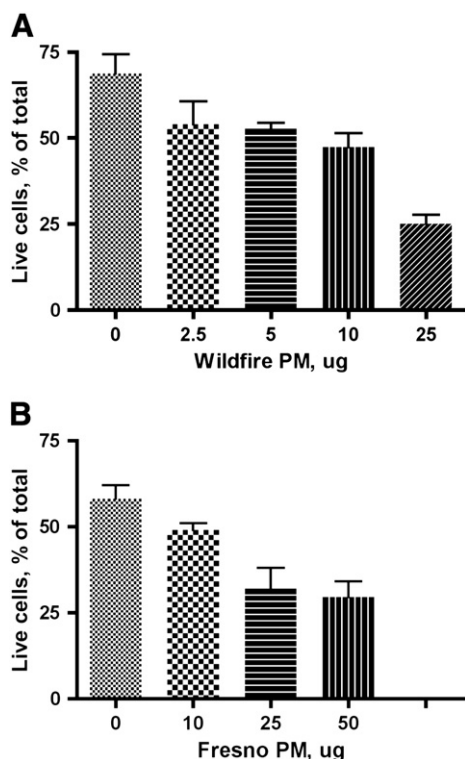 A
Live cells, % of total
75
50
25
0
0 2.5 5 10 25
Wildfire PM, ug
B
Live cells, % of total
75
50
25
0
0 10 25 50
Fresno PM, ug